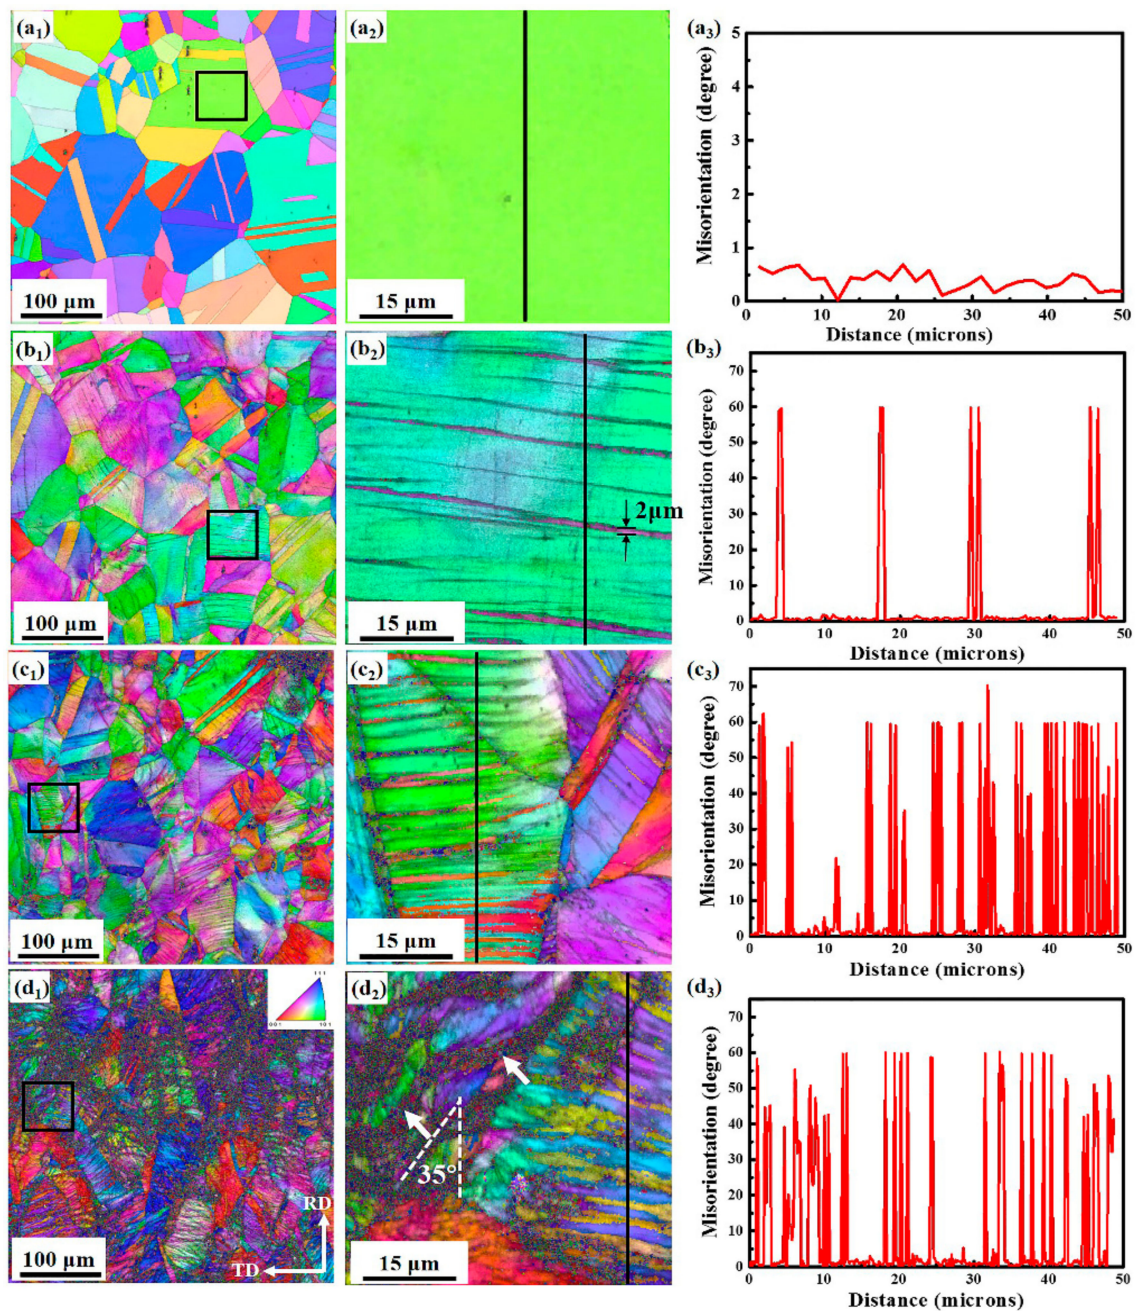 (a1)
100 μm
(a2)
15 μm
(a3)
Misorientation (degree)
5
4
3
2
1
0
0 10 20 30 40 50
Distance (microns)
(b1)
100 μm
(b2)
2μm
15 μm
(b3)
Misorientation (degree)
70
60
50
40
30
20
10
0
0 10 20 30 40 50
Distance (microns)
(c1)
100 μm
(c2)
15 μm
(c3)
Misorientation (degree)
70
60
50
40
30
20
10
0
0 10 20 30 40 50
Distance (microns)
(d1)
111
001 101
RD
TD
100 μm
(d2)
35°
15 μm
(d3)
Misorientation (degree)
70
60
50
40
30
20
10
0
0 10 20 30 40 50
Distance (microns)